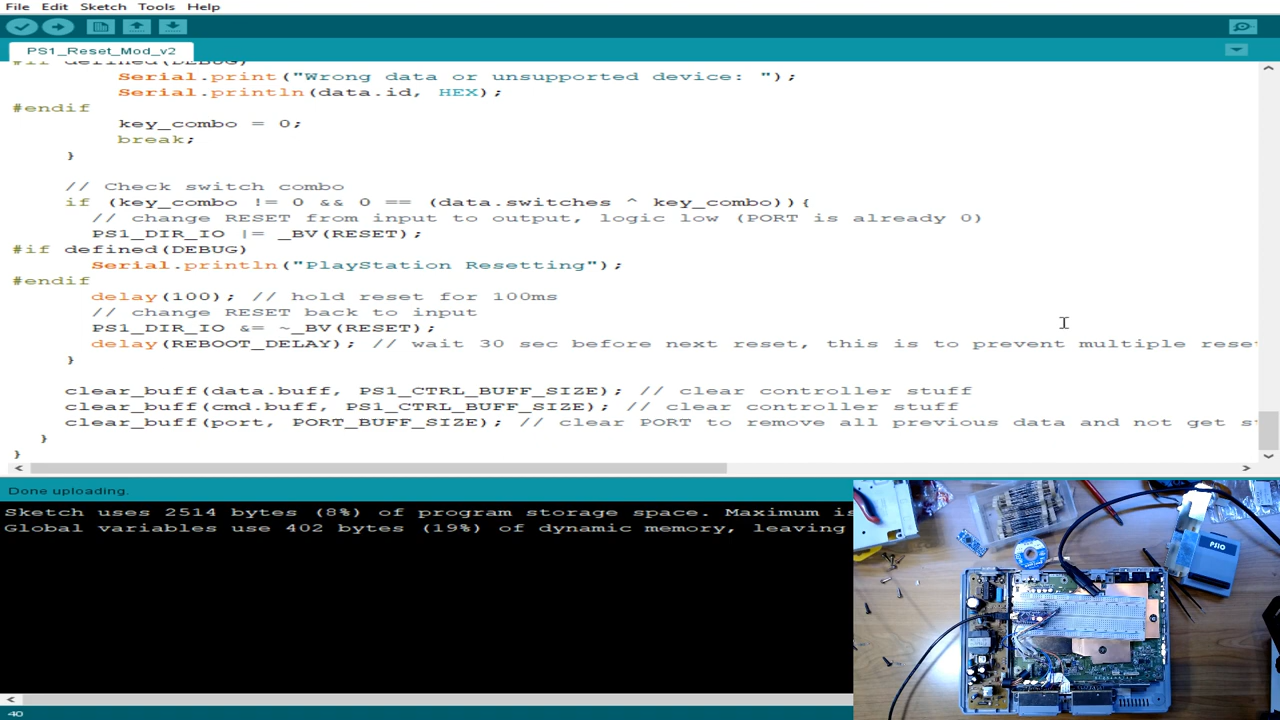 File Edit Sketch Tools Help
PS1_Reset_Mod_v2
#if defined(DEBUG)
Serial.print("Wrong data or unsupported device: ");
Serial.println(data.id, HEX);
#endif
key_combo = 0;
break;
}
// Check switch combo
if (key_combo != 0 && 0 == (data.switches ^ key_combo)){
// change RESET from input to output, logic low (PORT is already 0)
PS1_DIR_IO |= _BV(RESET);
#if defined(DEBUG)
Serial.println("PlayStation Resetting");
#endif
delay(100); // hold reset for 100ms
// change RESET back to input
PS1_DIR_IO &= ~_BV(RESET);
delay(REBOOT_DELAY); // wait 30 sec before next reset, this is to prevent multiple rese
}
clear_buff(data.buff, PS1_CTRL_BUFF_SIZE); // clear controller stuff
clear_buff(cmd.buff, PS1_CTRL_BUFF_SIZE); // clear controller stuff
clear_buff(port, PORT_BUFF_SIZE); // clear PORT to remove all previous data and not get s
}
}
Done uploading.
Sketch uses 2514 bytes (8%) of program storage space. Maximum is
Global variables use 402 bytes (19%) of dynamic memory, leaving
PSIO
40